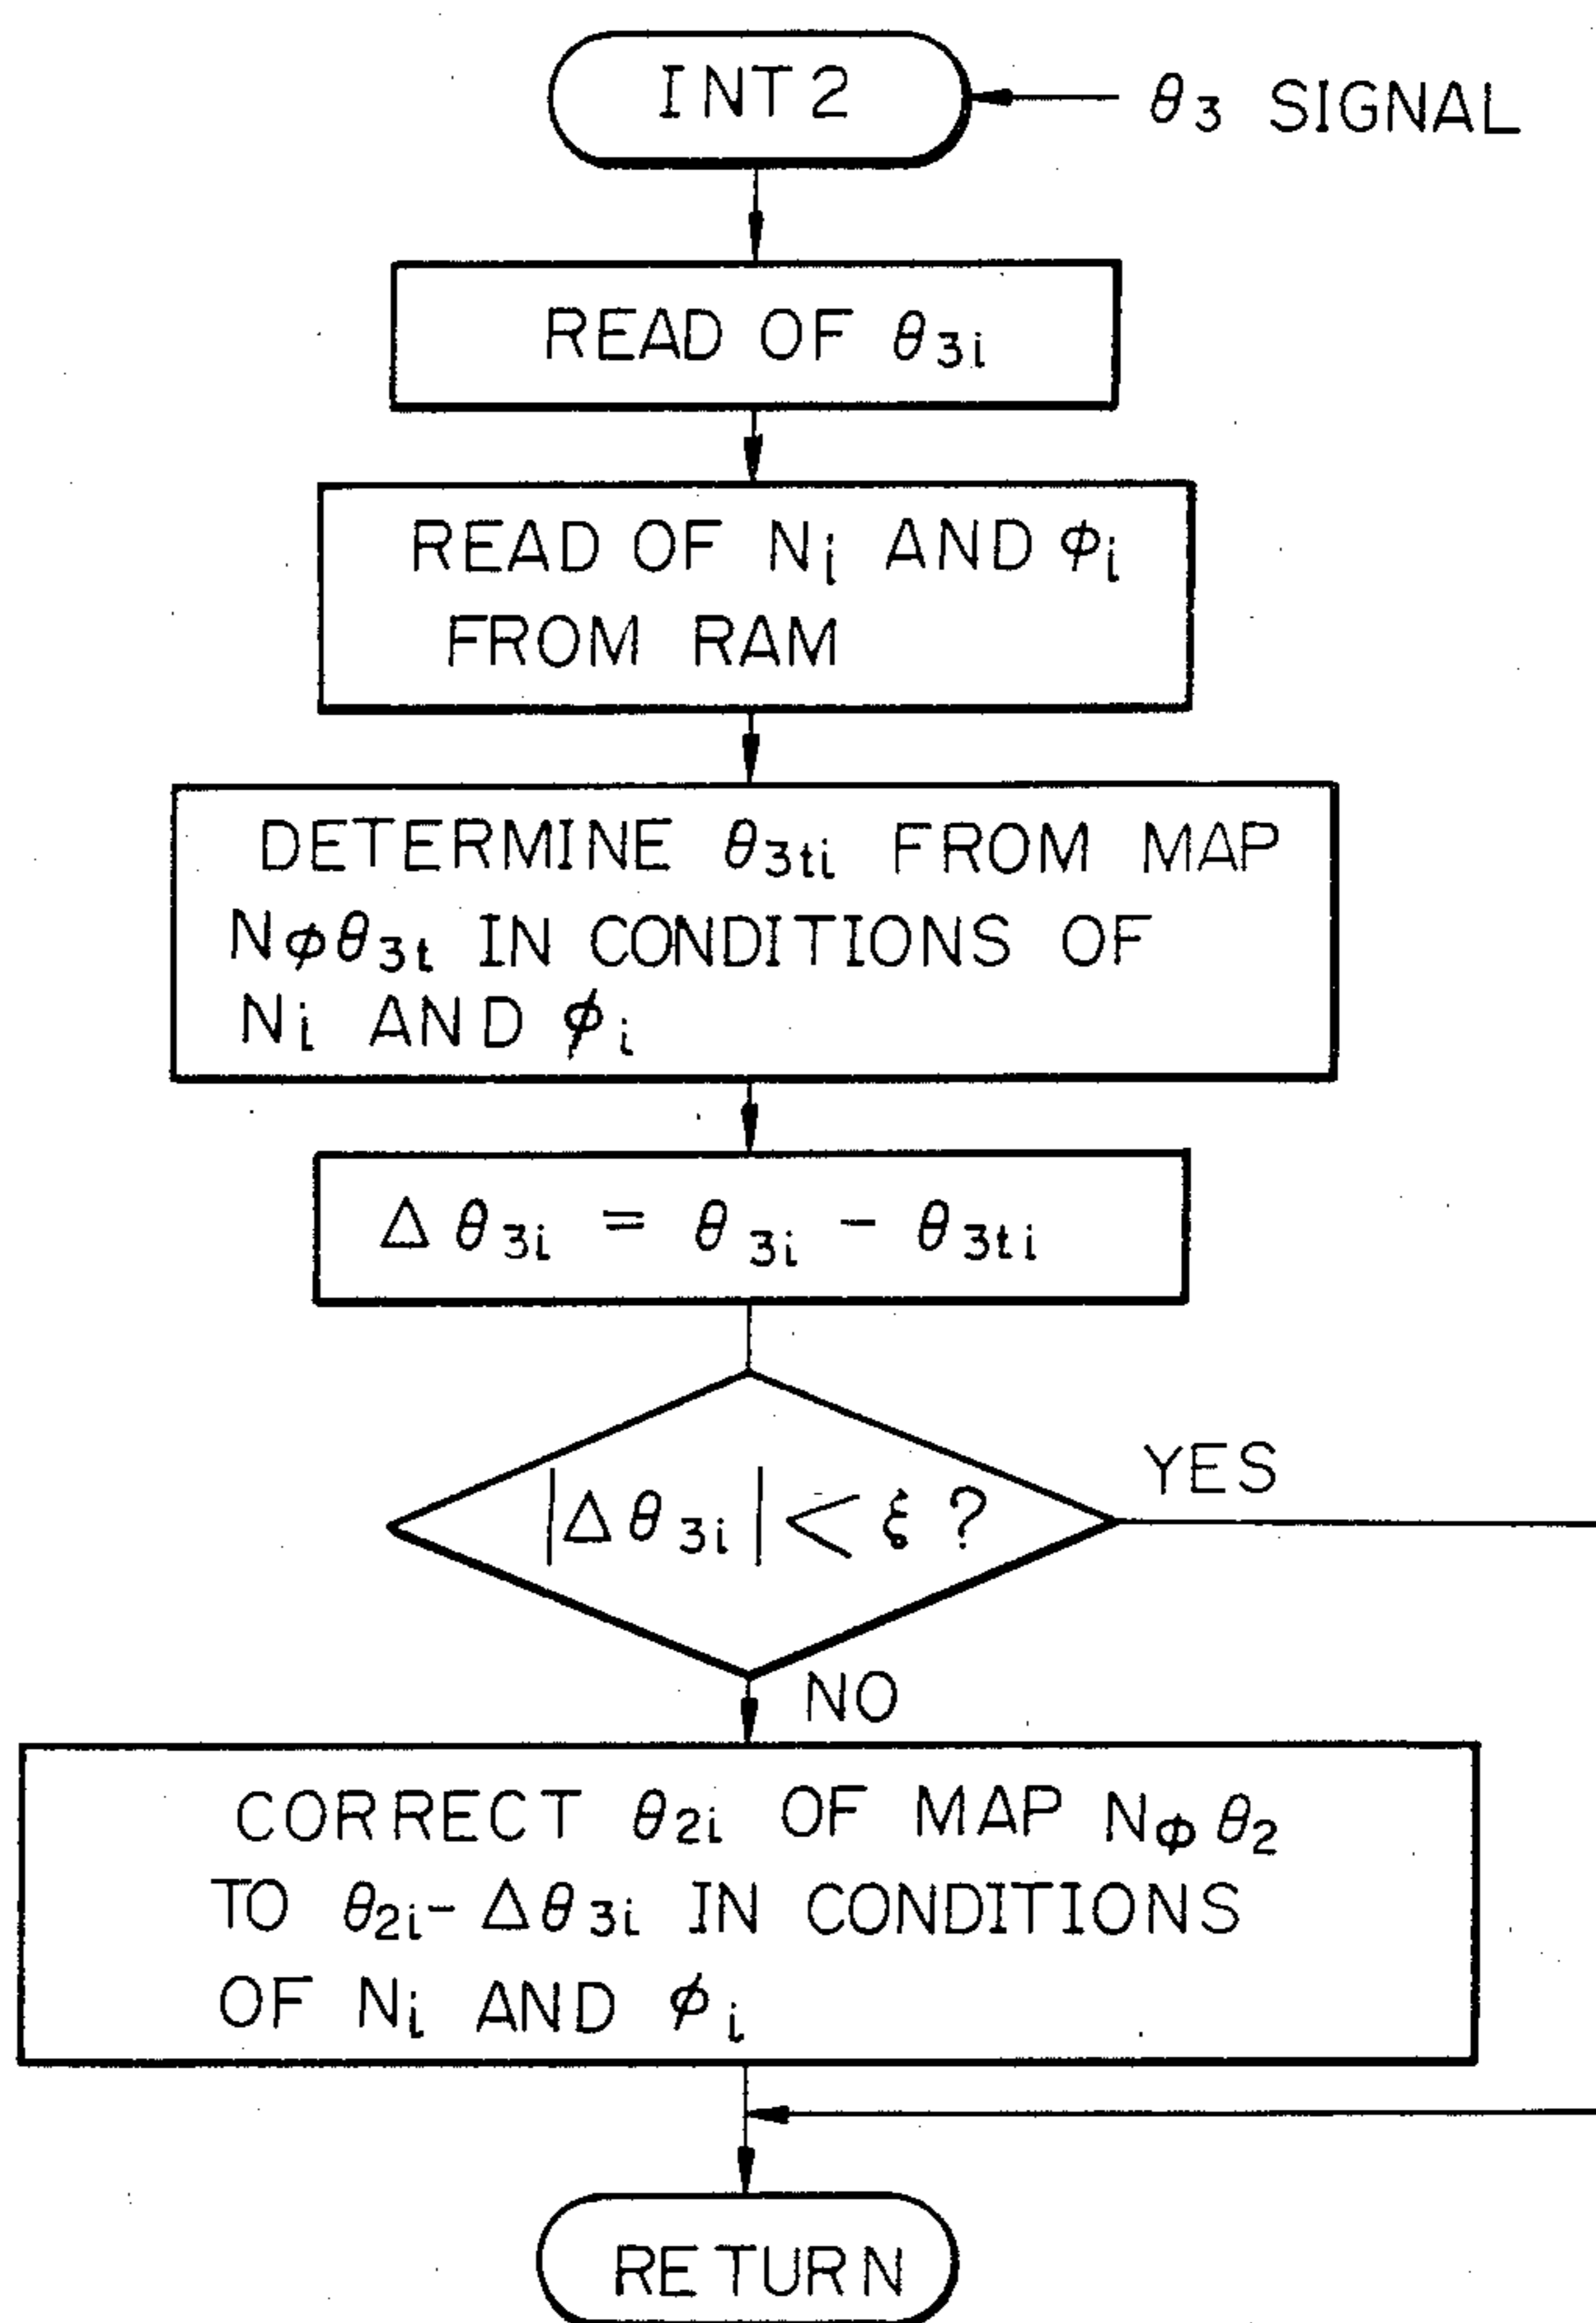 INT2
θ₃ SIGNAL
READ OF θ₃ᵢ
READ OF Nᵢ AND φᵢ
FROM RAM
DETERMINE θ₃ₜᵢ FROM MAP
Nφθ₃ₜ IN CONDITIONS OF
Nᵢ AND φᵢ
Δθ₃ᵢ = θ₃ᵢ - θ₃ₜᵢ
|Δθ₃ᵢ| < ξ ?
YES
NO
CORRECT θ₂ᵢ OF MAP Nφθ₂
TO θ₂ᵢ - Δθ₃ᵢ IN CONDITIONS
OF Nᵢ AND φᵢ
RETURN